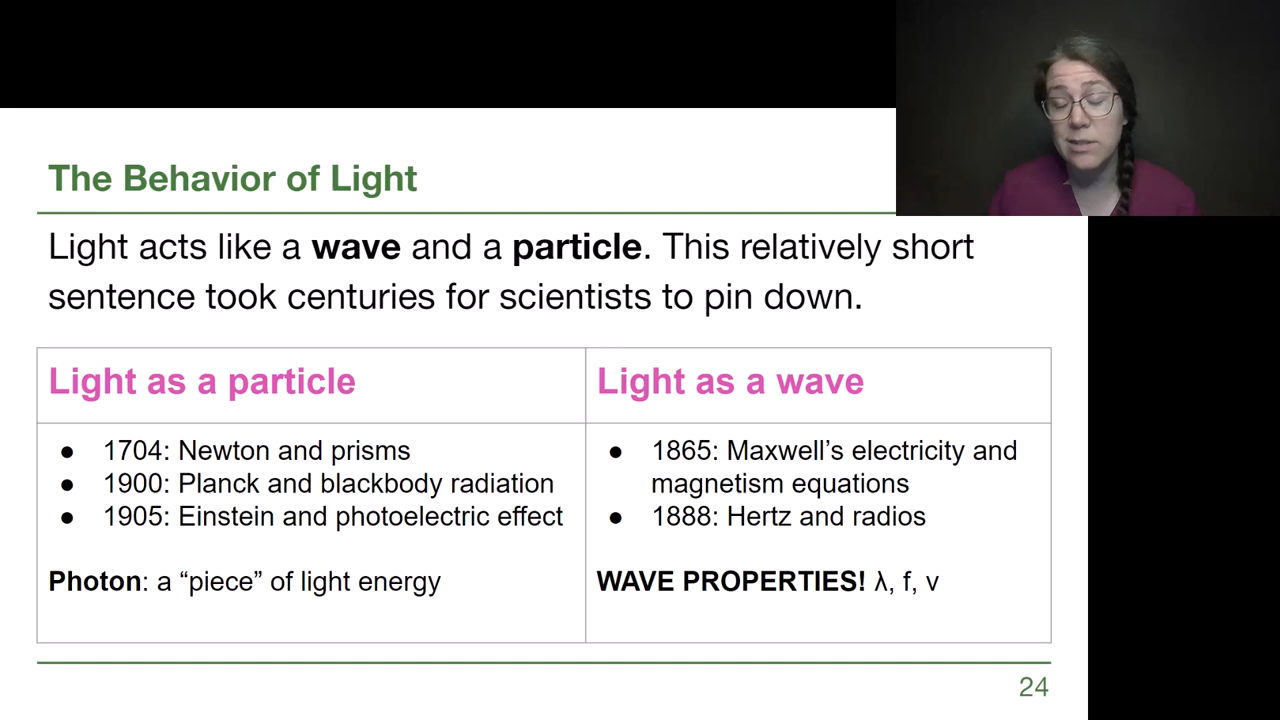 The Behavior of Light
Light acts like a wave and a particle. This relatively short
sentence took centuries for scientists to pin down.
Light as a particle
● 1704: Newton and prisms
● 1900: Planck and blackbody radiation
● 1905: Einstein and photoelectric effect
Photon: a “piece” of light energy
Light as a wave
● 1865: Maxwell’s electricity and
magnetism equations
● 1888: Hertz and radios
WAVE PROPERTIES! λ, f, v
24